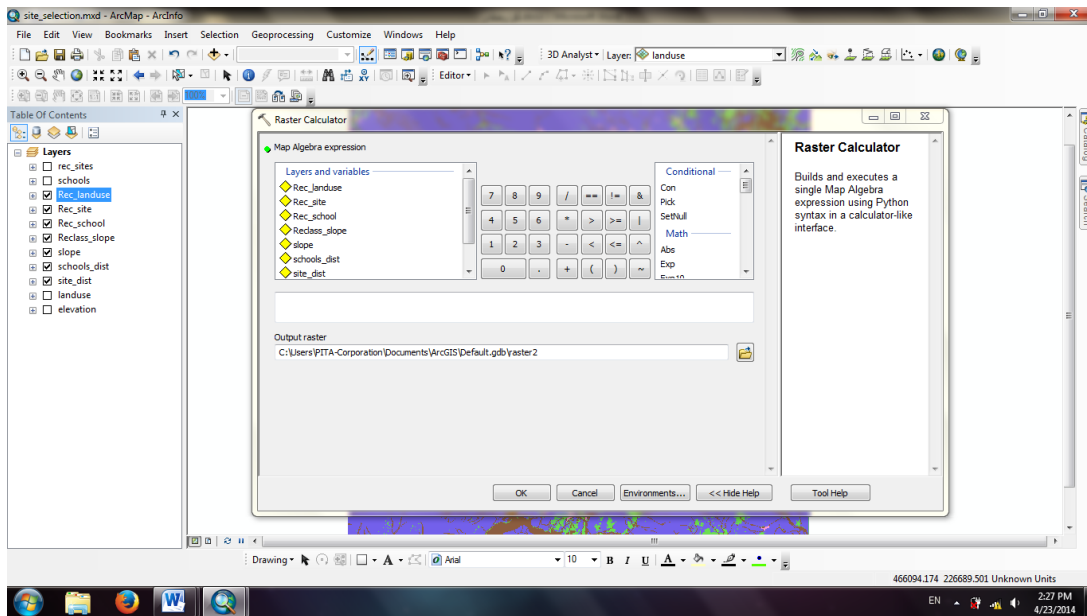 site_selection.mxd - ArcMap - ArcInfo
File Edit View Bookmarks Insert Selection Geoprocessing Customize Windows Help
3D Analyst Layer: landuse
Editor
100%
Table Of Contents
Layers
rec_sites
schools
Rec_landuse
Rec_site
Rec_school
Reclass_slope
slope
schools_dist
site_dist
landuse
elevation
Raster Calculator
Map Algebra expression
Layers and variables
Rec_landuse
Rec_site
Rec_school
Reclass_slope
slope
schools_dist
site_dist
7 8 9 / == != &
4 5 6 * > >= |
1 2 3 - < <= ^
0 . + ( ) ~
Conditional
Con
Pick
SetNull
Math
Abs
Exp
Exp10
Output raster
C:\Users\PITA-Corporation\Documents\ArcGIS\Default.gdb\raster2
OK Cancel Environments... << Hide Help Tool Help
Raster Calculator
Builds and executes a
single Map Algebra
expression using Python
syntax in a calculator-like
interface.
Drawing A Arial 10 B I U A
466094.174 226689.501 Unknown Units
EN
2:27 PM
4/23/2014